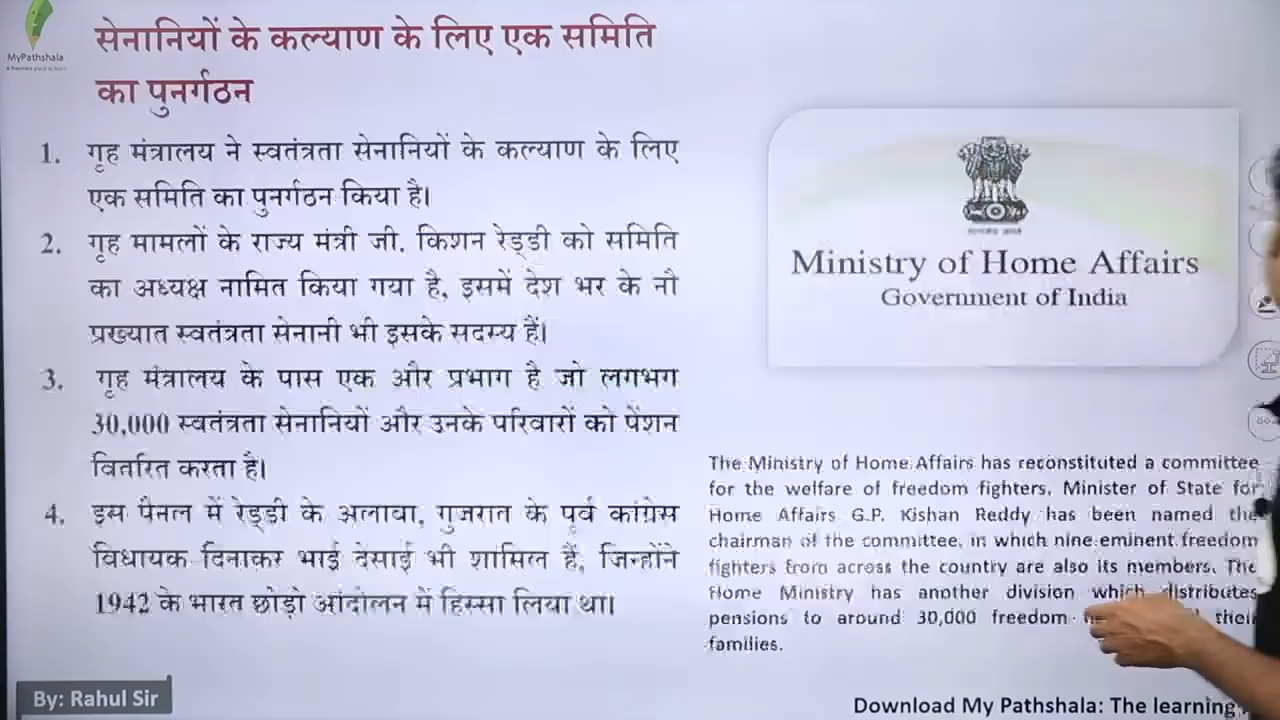 MyPathshala
सेनानियों के कल्याण के लिए एक समिति
का पुनर्गठन
1. गृह मंत्रालय ने स्वतंत्रता सेनानियों के कल्याण के लिए
एक समिति का पुनर्गठन किया है।
2. गृह मामलों के राज्य मंत्री जी. किशन रेड्डी को समिति
का अध्यक्ष नामित किया गया है, इसमें देश भर के नौ
प्रख्यात स्वतंत्रता सेनानी भी इसके सदस्य हैं।
3. गृह मंत्रालय के पास एक और प्रभाग है जो लगभग
30,000 स्वतंत्रता सेनानियों और उनके परिवारों को पेंशन
वितरित करता है।
4. इस पैनल में रेड्डी के अलावा, गुजरात के पूर्व कांग्रेस
विधायक दिनाकर भाई देसाई भी शामिल हैं, जिन्होंने
1942 के भारत छोड़ो आंदोलन में हिस्सा लिया था।
Ministry of Home Affairs
Government of India
The Ministry of Home Affairs has reconstituted a committee
for the welfare of freedom fighters. Minister of State for
Home Affairs G.P. Kishan Reddy has been named the
chairman of the committee, in which nine eminent freedom
fighters from across the country are also its members. The
Home Ministry has another division which distributes
pensions to around 30,000 freedom their
families.
By: Rahul Sir
Download My Pathshala: The learning